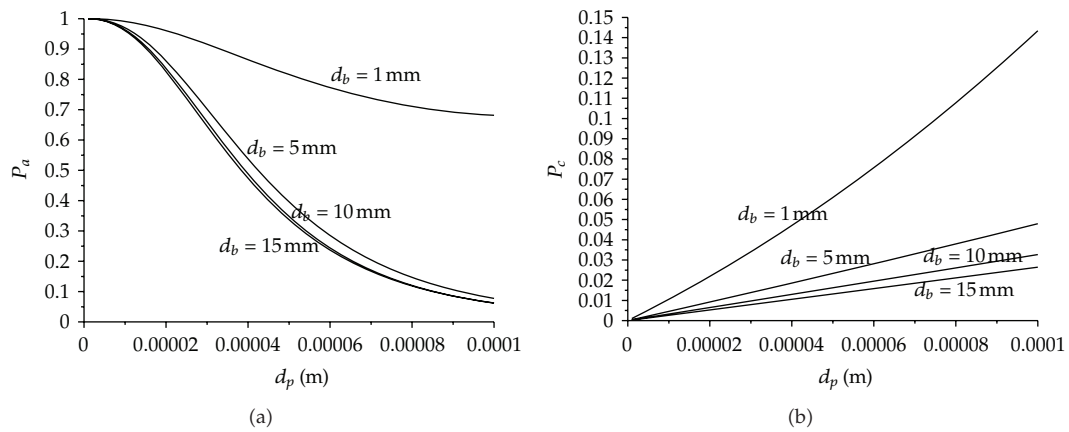 1
0.9
0.8
0.7
0.6
0.5
0.4
0.3
0.2
0.1
0
P_a
d_b = 1 mm
d_b = 5 mm
d_b = 10 mm
d_b = 15 mm
0 0.00002 0.00004 0.00006 0.00008 0.0001
d_p (m)
(a)
0.15
0.14
0.13
0.12
0.11
0.1
0.09
0.08
0.07
0.06
0.05
0.04
0.03
0.02
0.01
0
P_c
d_b = 1 mm
d_b = 5 mm
d_b = 10 mm
d_b = 15 mm
0 0.00002 0.00004 0.00006 0.00008 0.0001
d_p (m)
(b)